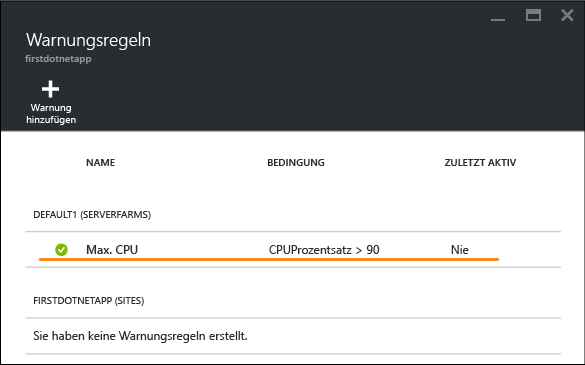 Warnungsregeln
firstdotnetapp
Warnung
hinzufügen
NAME BEDINGUNG ZULETZT AKTIV
DEFAULT1 (SERVERFARMS)
Max. CPU CPUProzentsatz > 90 Nie
FIRSTDOTNETAPP (SITES)
Sie haben keine Warnungsregeln erstellt.